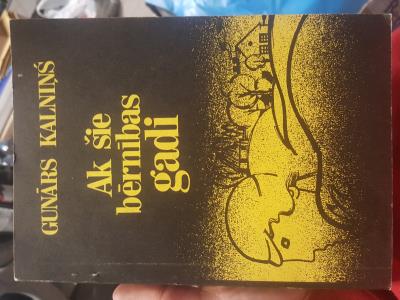 GUNĀRS KALNIŅŠ
Ak šie
bērnības
gadi